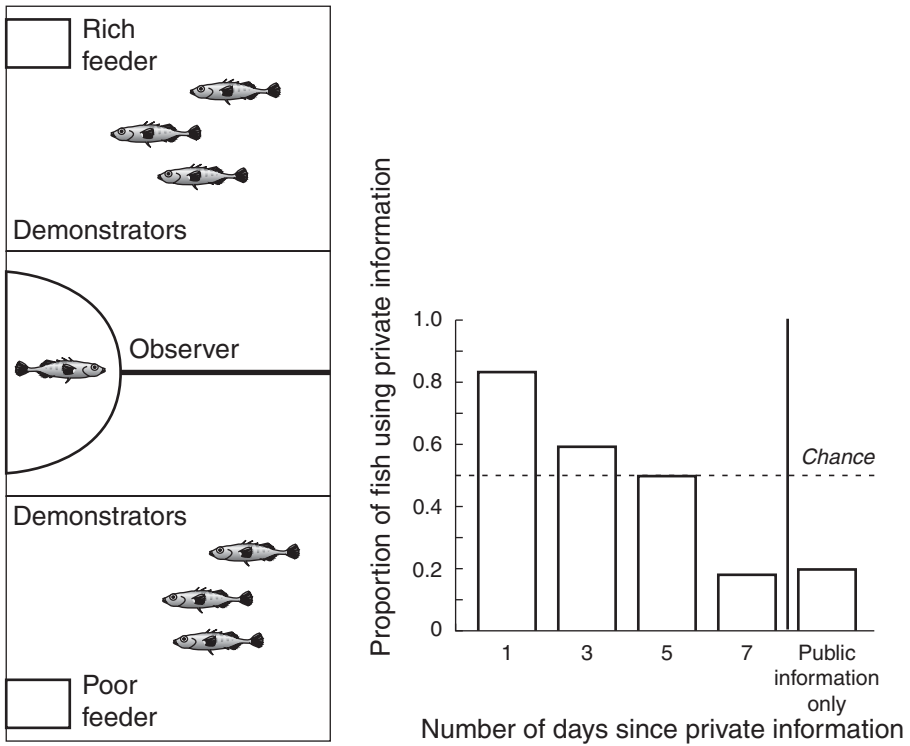 Rich
feeder
Demonstrators
Observer
Demonstrators
Poor
feeder
Proportion of fish using private information
1.0
0.8
0.6
0.4
0.2
0
Chance
1
3
5
7
Public
information
only
Number of days since private information